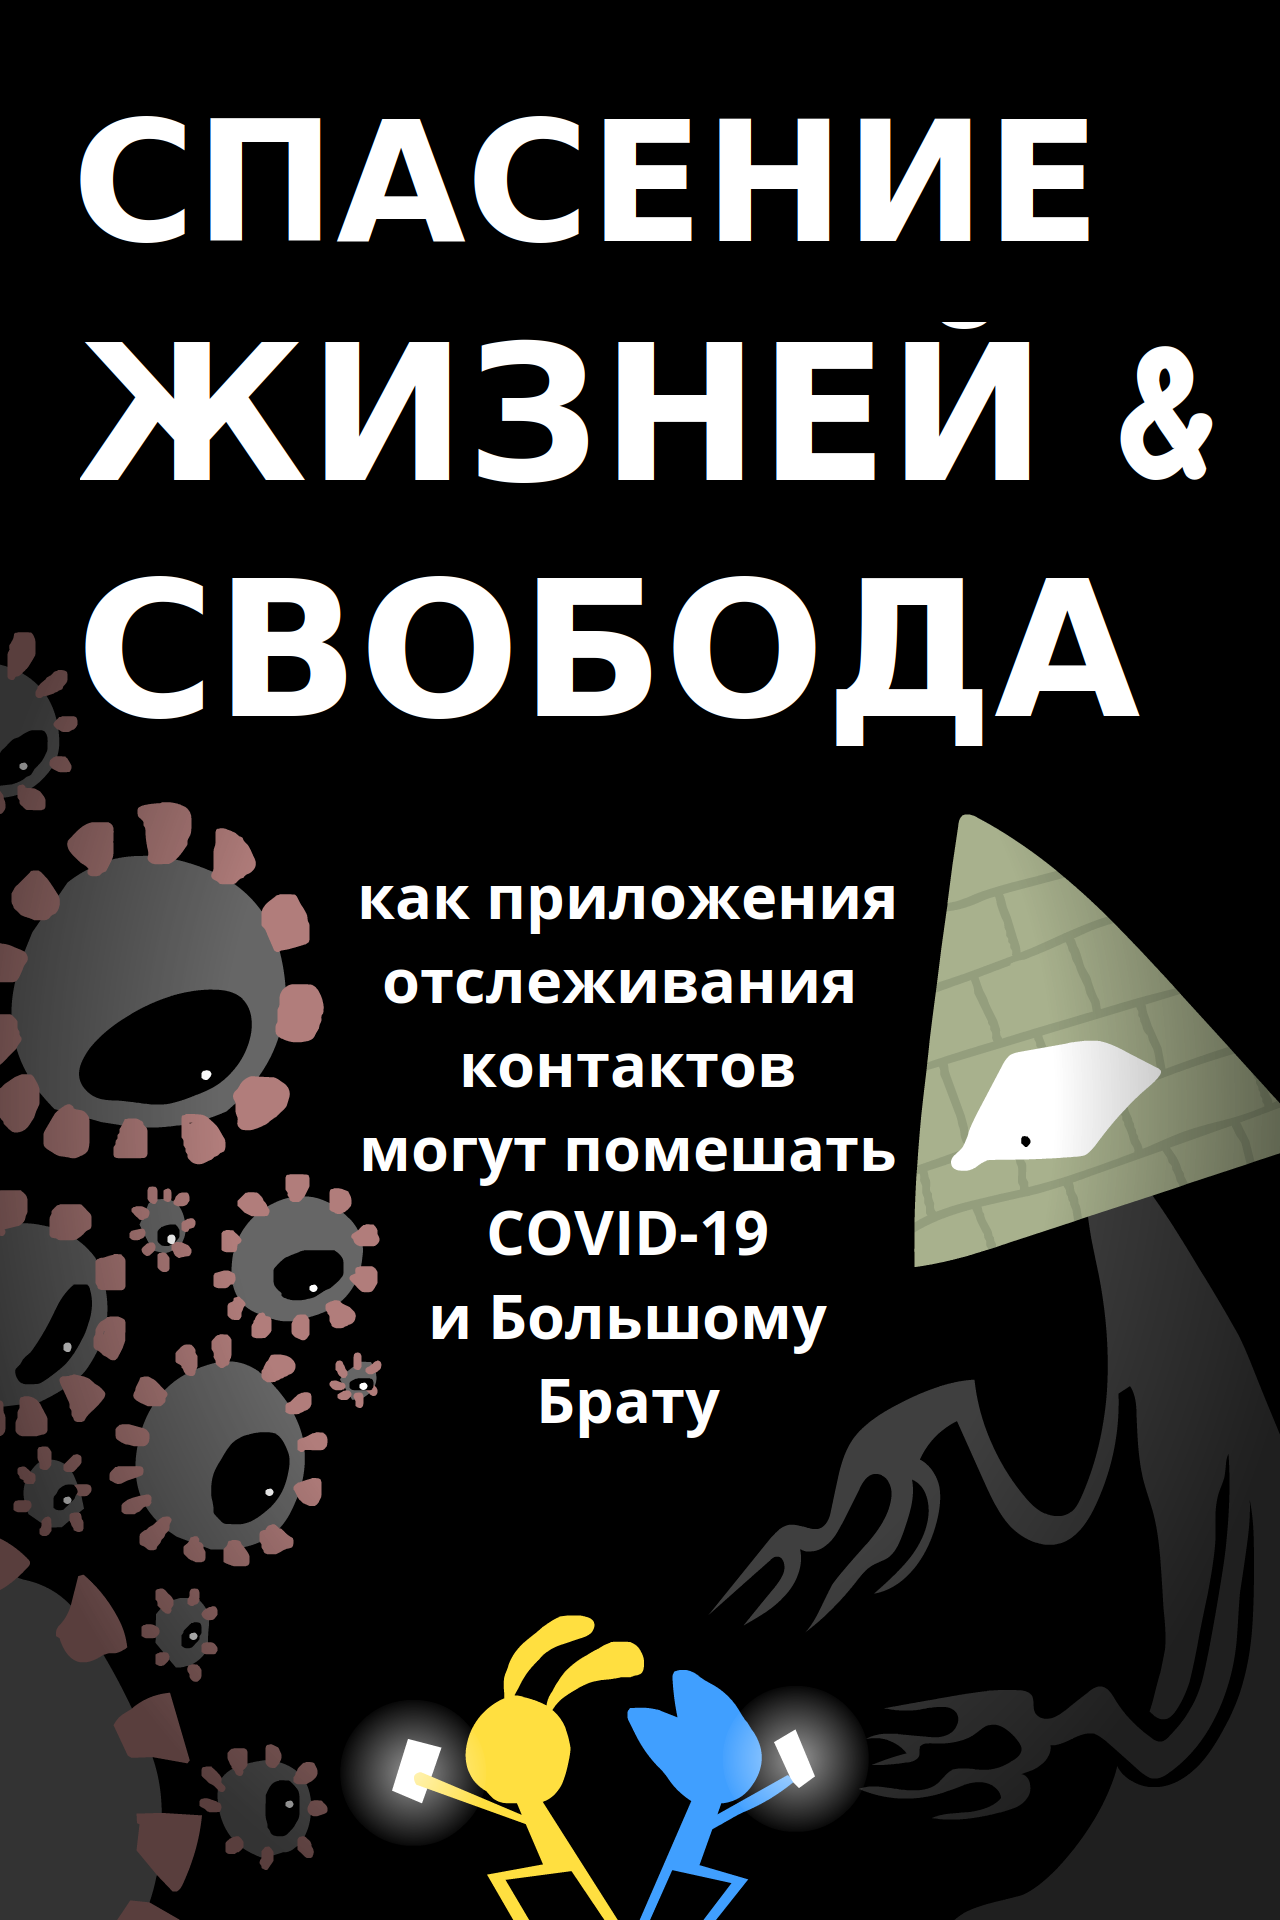 СПАСЕНИЕ
ЖИЗНЕЙ &
СВОБОДА
как приложения
отслеживания
контактов
могут помешать
COVID-19
и Большому
Брату